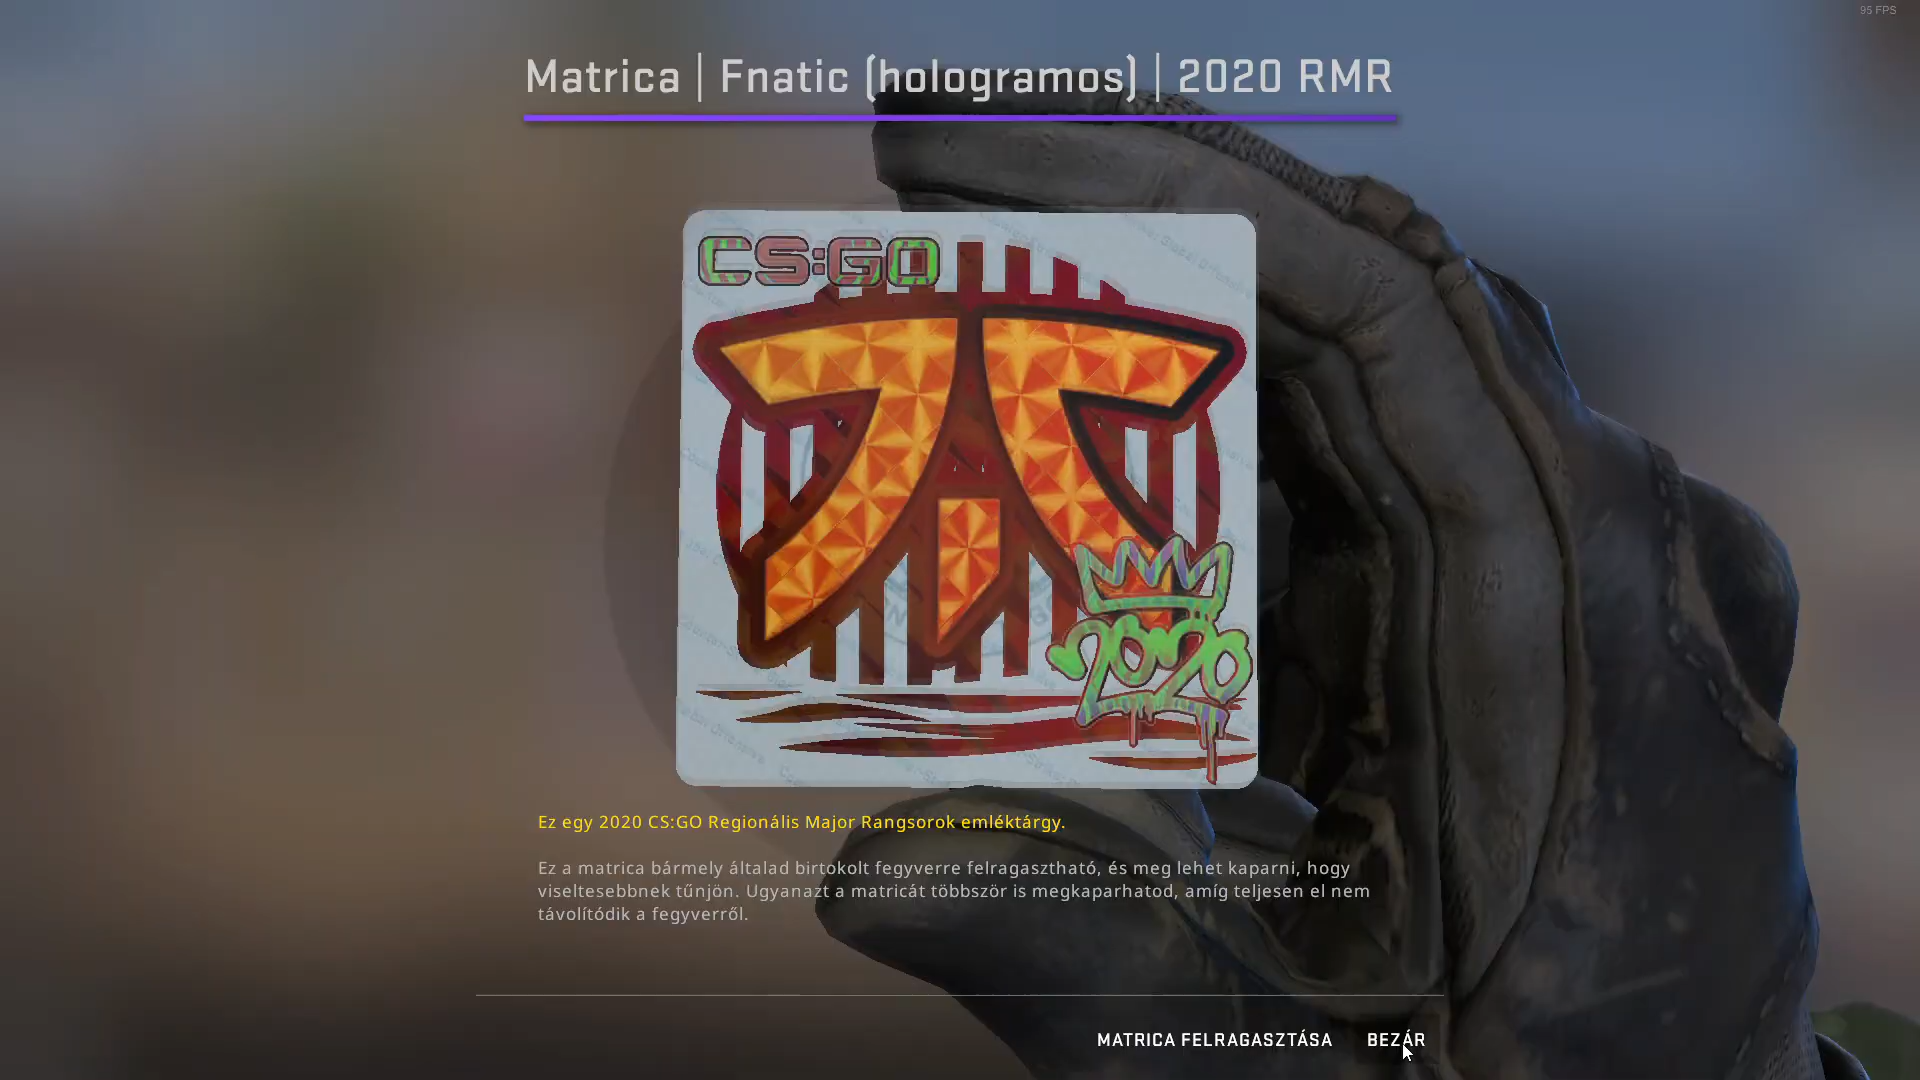 95 FPS
Matrica | Fnatic (hologramos) | 2020 RMR
CS:GO
2020
Ez egy 2020 CS:GO Regionális Major Rangsorok emléktárgy.
Ez a matrica bármely általad birtokolt fegyverre felragasztható, és meg lehet kaparni, hogy
viseltesebbnek tűnjön. Ugyanazt a matricát többször is megkaparhatod, amíg teljesen el nem
távolítódik a fegyverről.
MATRICA FELRAGASZTÁSA
BEZÁR